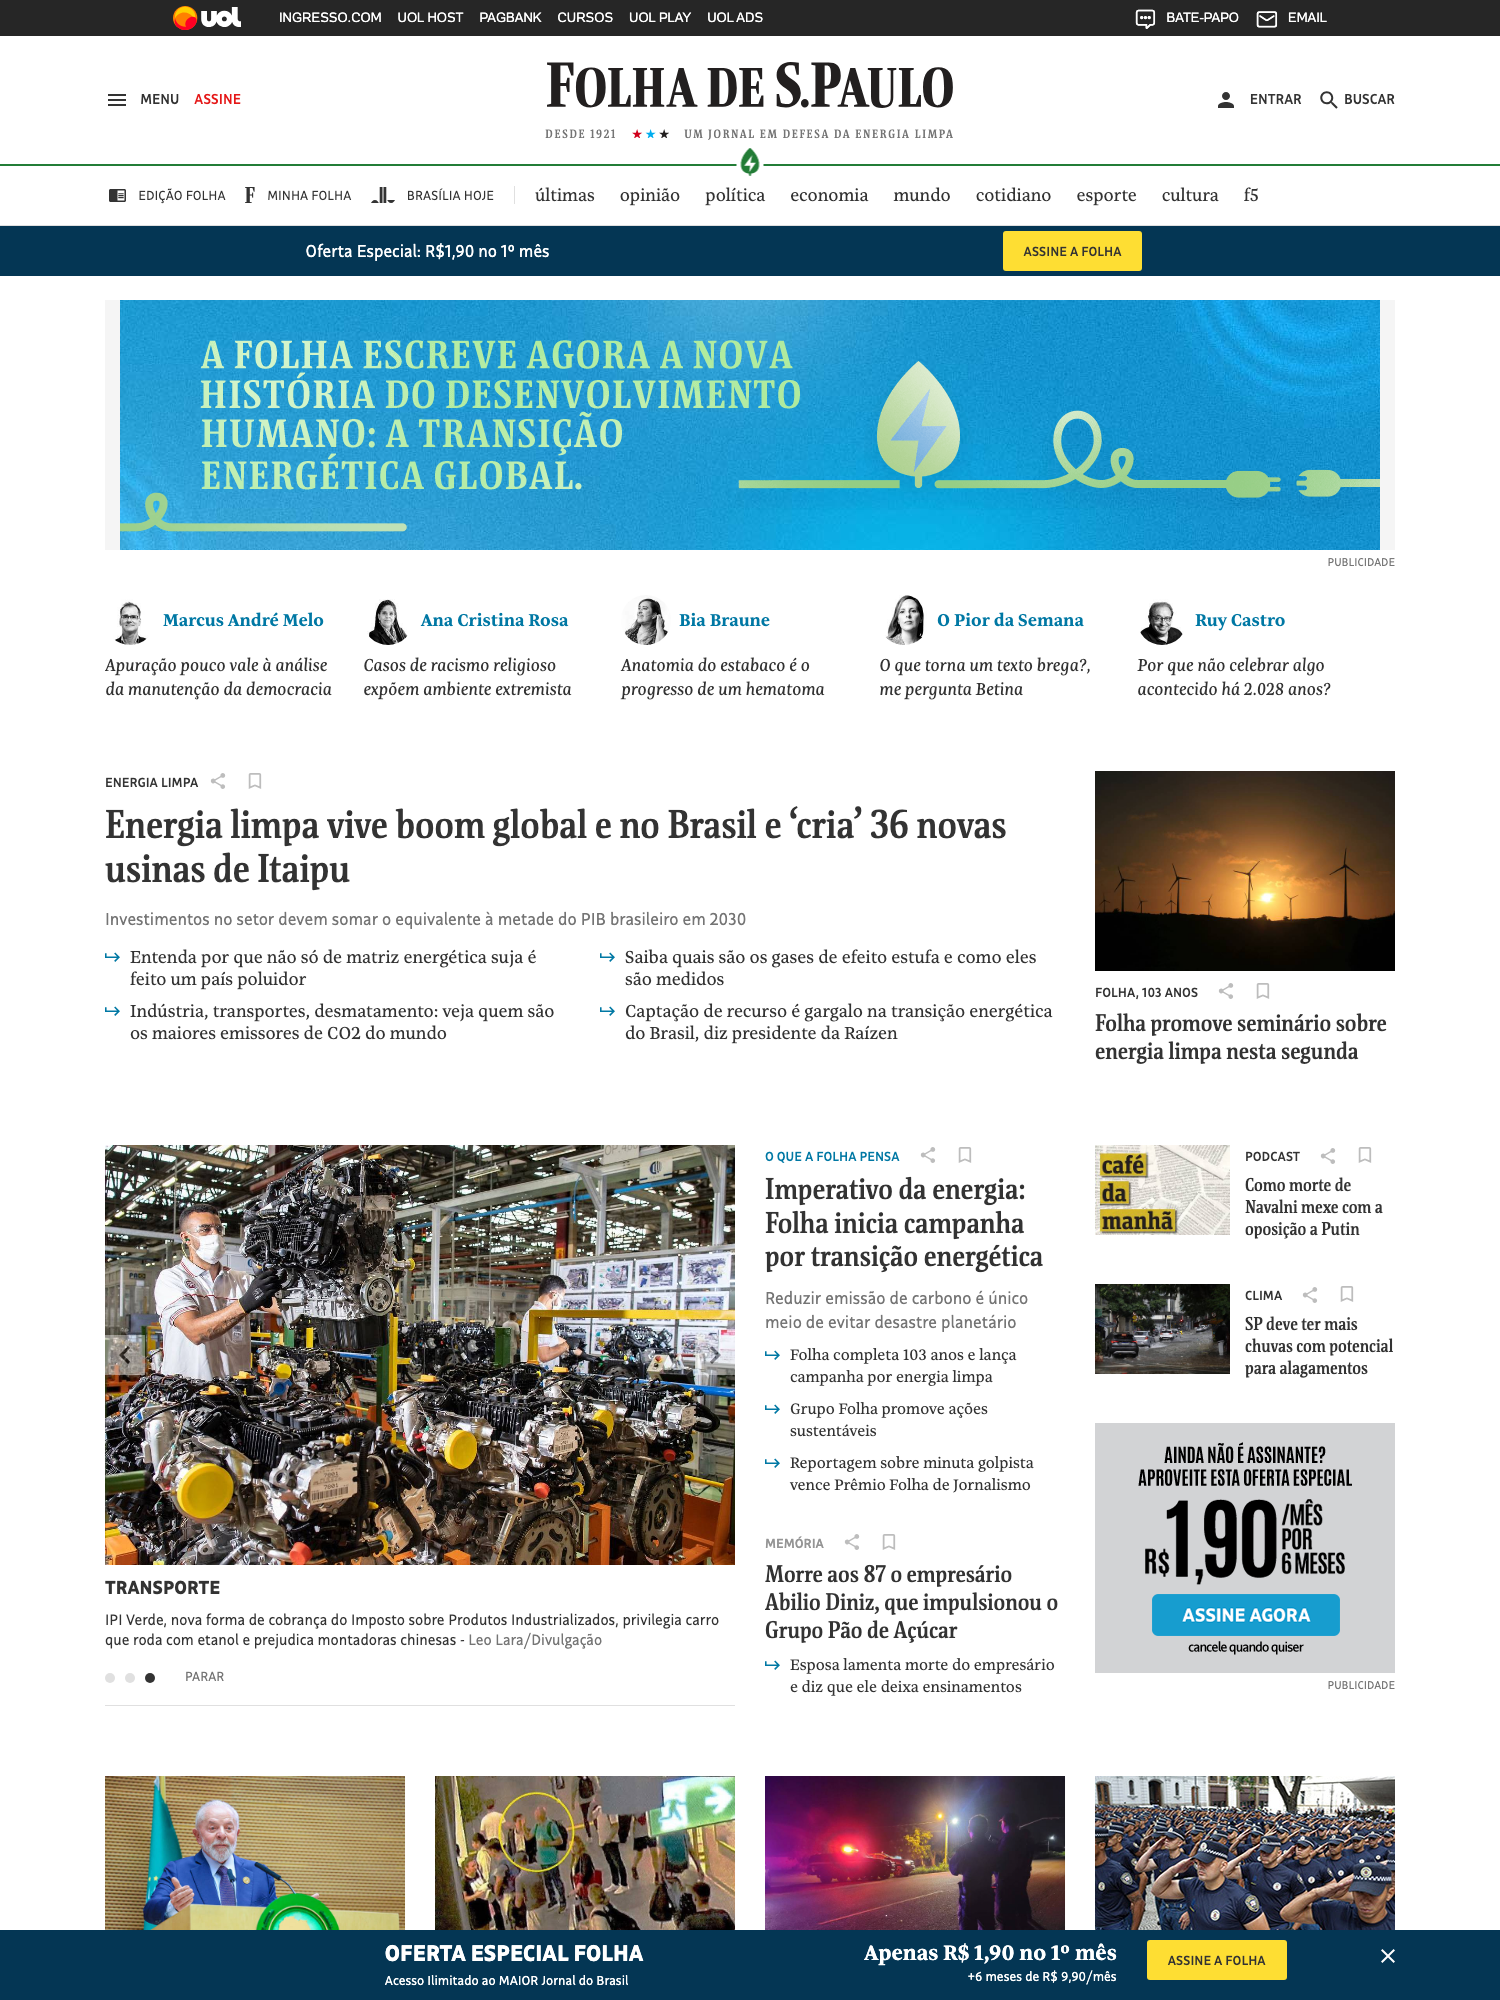 uol
INGRESSO.COM UOL HOST PAGBANK CURSOS UOL PLAY UOL ADS
BATE-PAPO EMAIL
MENU ASSINE
FOLHA DE S.PAULO
ENTRAR BUSCAR
DESDE 1921 ★★★ UM JORNAL EM DEFESA DA ENERGIA LIMPA
EDIÇÃO FOLHA F MINHA FOLHA BRASÍLIA HOJE
últimas opinião política economia mundo cotidiano esporte cultura f5
Oferta Especial: R$1,90 no 1º mês
ASSINE A FOLHA
A FOLHA ESCREVE AGORA A NOVA
HISTÓRIA DO DESENVOLVIMENTO
HUMANO: A TRANSIÇÃO
ENERGÉTICA GLOBAL.
PUBLICIDADE
Marcus André Melo
Apuração pouco vale à análise
da manutenção da democracia
Ana Cristina Rosa
Casos de racismo religioso
expõem ambiente extremista
Bia Braune
Anatomia do estabaco é o
progresso de um hematoma
O Pior da Semana
O que torna um texto brega?,
me pergunta Betina
Ruy Castro
Por que não celebrar algo
acontecido há 2.028 anos?
ENERGIA LIMPA
Energia limpa vive boom global e no Brasil e ‘cria’ 36 novas
usinas de Itaipu
Investimentos no setor devem somar o equivalente à metade do PIB brasileiro em 2030
Entenda por que não só de matriz energética suja é
feito um país poluidor
Indústria, transportes, desmatamento: veja quem são
os maiores emissores de CO2 do mundo
Saiba quais são os gases de efeito estufa e como eles
são medidos
Captação de recurso é gargalo na transição energética
do Brasil, diz presidente da Raízen
FOLHA, 103 ANOS
Folha promove seminário sobre
energia limpa nesta segunda
TRANSPORTE
IPI Verde, nova forma de cobrança do Imposto sobre Produtos Industrializados, privilegia carro
que roda com etanol e prejudica montadoras chinesas - Leo Lara/Divulgação
PARAR
O QUE A FOLHA PENSA
Imperativo da energia:
Folha inicia campanha
por transição energética
Reduzir emissão de carbono é único
meio de evitar desastre planetário
Folha completa 103 anos e lança
campanha por energia limpa
Grupo Folha promove ações
sustentáveis
Reportagem sobre minuta golpista
vence Prêmio Folha de Jornalismo
MEMÓRIA
Morre aos 87 o empresário
Abilio Diniz, que impulsionou o
Grupo Pão de Açúcar
Esposa lamenta morte do empresário
e diz que ele deixa ensinamentos
café
da
manhã
PODCAST
Como morte de
Navalni mexe com a
oposição a Putin
CLIMA
SP deve ter mais
chuvas com potencial
para alagamentos
AINDA NÃO É ASSINANTE?
APROVEITE ESTA OFERTA ESPECIAL
R$1,90 /MÊS
POR
6 MESES
ASSINE AGORA
cancele quando quiser
PUBLICIDADE
OFERTA ESPECIAL FOLHA
Acesso Ilimitado ao MAIOR Jornal do Brasil
Apenas R$ 1,90 no 1º mês
+6 meses de R$ 9,90/mês
ASSINE A FOLHA